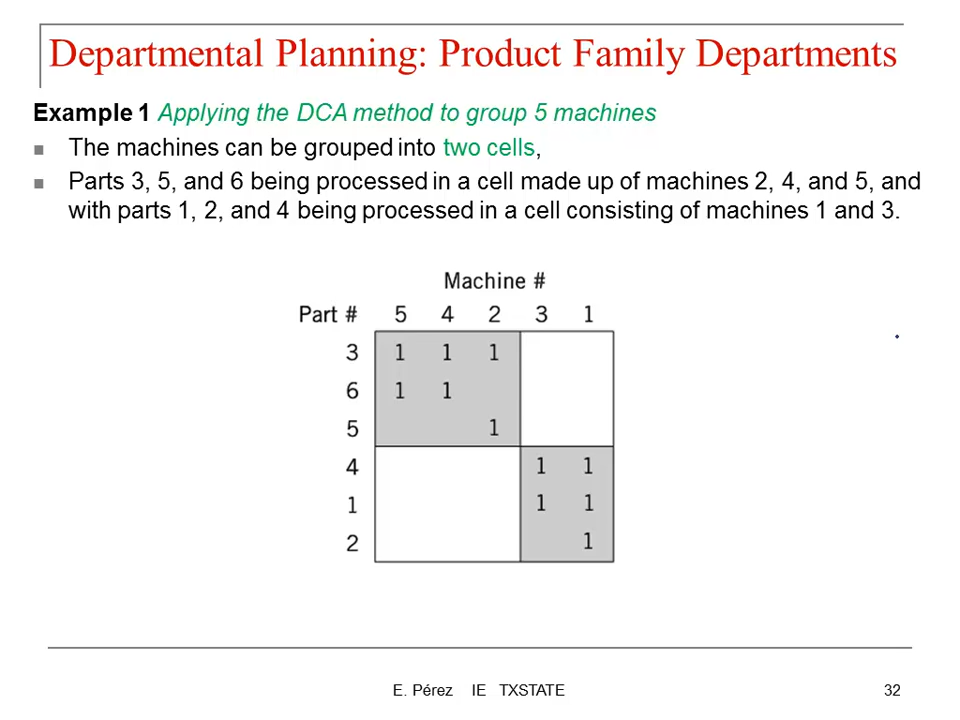 Departmental Planning: Product Family Departments
Example 1 Applying the DCA method to group 5 machines
The machines can be grouped into two cells,
Parts 3, 5, and 6 being processed in a cell made up of machines 2, 4, and 5, and
with parts 1, 2, and 4 being processed in a cell consisting of machines 1 and 3.
Machine #
Part # 5 4 2 3 1
3 1 1 1
6 1 1
5 1
4 1 1
1 1 1
2 1
E. Pérez IE TXSTATE 32